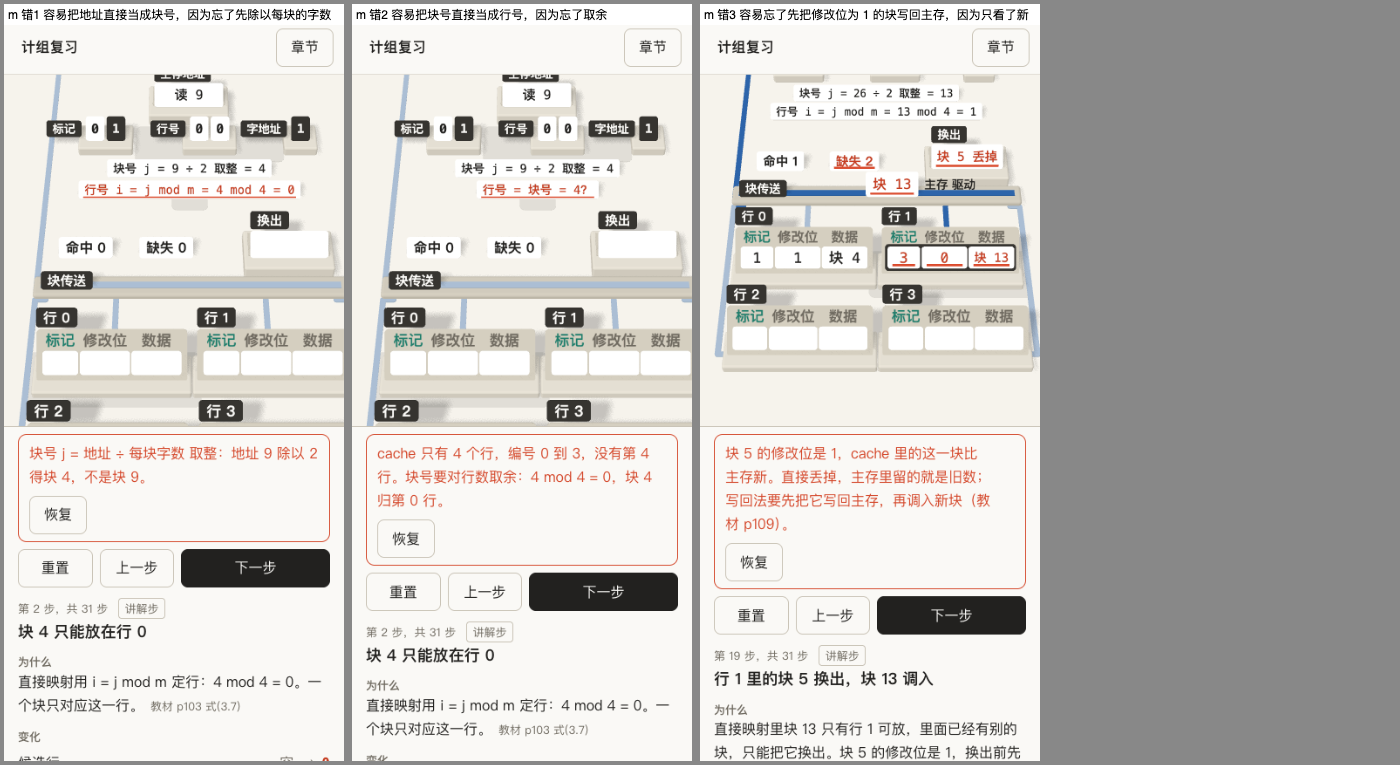 m 错1 容易把地址直接当成块号，因为忘了先除以每块的字数
计组复习
章节
主存地址
读 9
标记 0 1 行号 0 0 字地址 1
块号 j = 9 ÷ 2 取整 = 4
行号 i = j mod m = 4 mod 4 = 0
换出
命中 0 缺失 0
块传送
行 0 行 1
标记 修改位 数据 标记 修改位 数据
行 2 行 3
块号 j = 地址 ÷ 每块字数 取整：地址 9 除以 2
得块 4，不是块 9。
恢复
重置 上一步 下一步
第 2 步，共 31 步 讲解步
块 4 只能放在行 0
为什么
直接映射用 i = j mod m 定行：4 mod 4 = 0。一
个块只对应这一行。 教材 p103 式(3.7)
变化
m 错2 容易把块号直接当成行号，因为忘了取余
计组复习
章节
读 9
标记 0 1 行号 0 0 字地址 1
块号 j = 9 ÷ 2 取整 = 4
行号 = 块号 = 4?
换出
命中 0 缺失 0
块传送
行 0 行 1
标记 修改位 数据 标记 修改位 数据
行 2 行 3
cache 只有 4 个行，编号 0 到 3，没有第 4
行。块号要对行数取余：4 mod 4 = 0，块 4
归第 0 行。
恢复
重置 上一步 下一步
第 2 步，共 31 步 讲解步
块 4 只能放在行 0
为什么
直接映射用 i = j mod m 定行：4 mod 4 = 0。一
个块只对应这一行。 教材 p103 式(3.7)
变化
m 错3 容易忘了先把修改位为 1 的块写回主存，因为只看了新
计组复习
章节
块号 j = 26 ÷ 2 取整 = 13
行号 i = j mod m = 13 mod 4 = 1
换出
命中 1 缺失 2 块 5 丢掉
块 13 主存 驱动
块传送
行 0 行 1
标记 修改位 数据 标记 修改位 数据
1 1 块 4 3 0 块 13
行 2 行 3
块 5 的修改位是 1，cache 里的这一块比
主存新。直接丢掉，主存里留的就是旧数；
写回法要先把它写回主存，再调入新块（教
材 p109）。
恢复
重置 上一步 下一步
第 19 步，共 31 步 讲解步
行 1 里的块 5 换出，块 13 调入
为什么
直接映射里块 13 只有行 1 可放，里面已经有别的
块，只能把它换出。块 5 的修改位是 1，换出前先